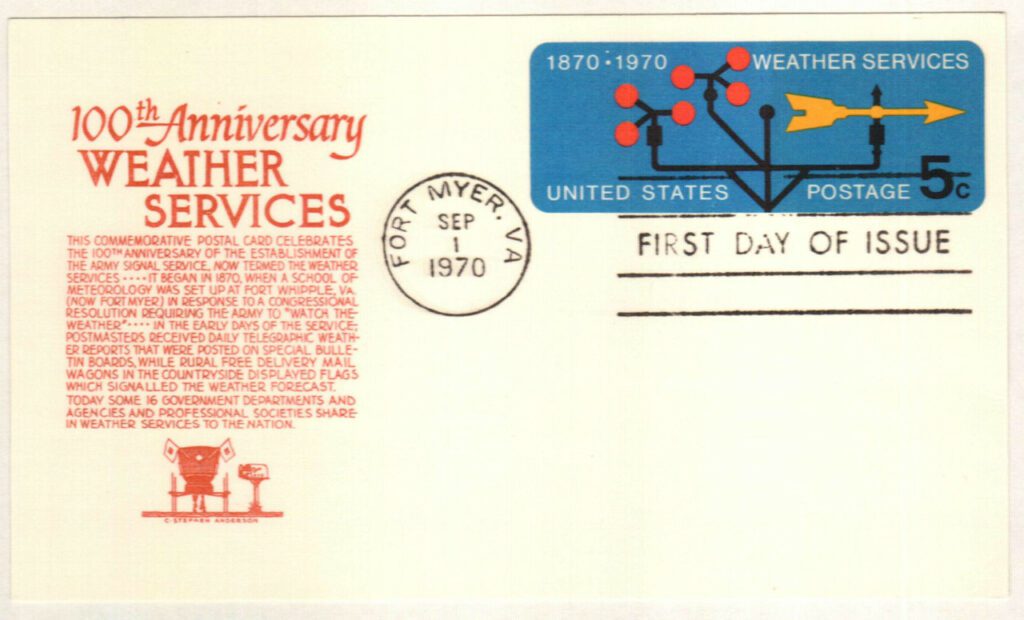 100th Anniversary
WEATHER
SERVICES
THIS COMMEMORATIVE POSTAL CARD CELEBRATES
THE 100TH ANNIVERSARY OF THE ESTABLISHMENT OF
THE ARMY SIGNAL SERVICE, NOW TERMED THE WEATHER
SERVICES ---- IT BEGAN IN 1870, WHEN A SCHOOL OF
METEOROLOGY WAS SET UP AT FORT WHIPPLE, VA.
(NOW FORT MYER) IN RESPONSE TO A CONGRESSIONAL
RESOLUTION REQUIRING THE ARMY TO "WATCH THE
WEATHER" ---- IN THE EARLY DAYS OF THE SERVICE,
POSTMASTERS RECEIVED DAILY TELEGRAPHIC WEATH-
ER REPORTS THAT WERE POSTED ON SPECIAL BULLE-
TIN BOARDS, WHILE RURAL FREE DELIVERY MAIL
WAGONS IN THE COUNTRYSIDE DISPLAYED FLAGS
WHICH SIGNALLED THE WEATHER FORECAST.
TODAY SOME 16 GOVERNMENT DEPARTMENTS AND
AGENCIES AND PROFESSIONAL SOCIETIES SHARE
IN WEATHER SERVICES TO THE NATION.
C. STEPHEN ANDERSON
FORT MYER, VA
SEP
1
1970
1870·1970 WEATHER SERVICES
UNITED STATES POSTAGE 5c
FIRST DAY OF ISSUE